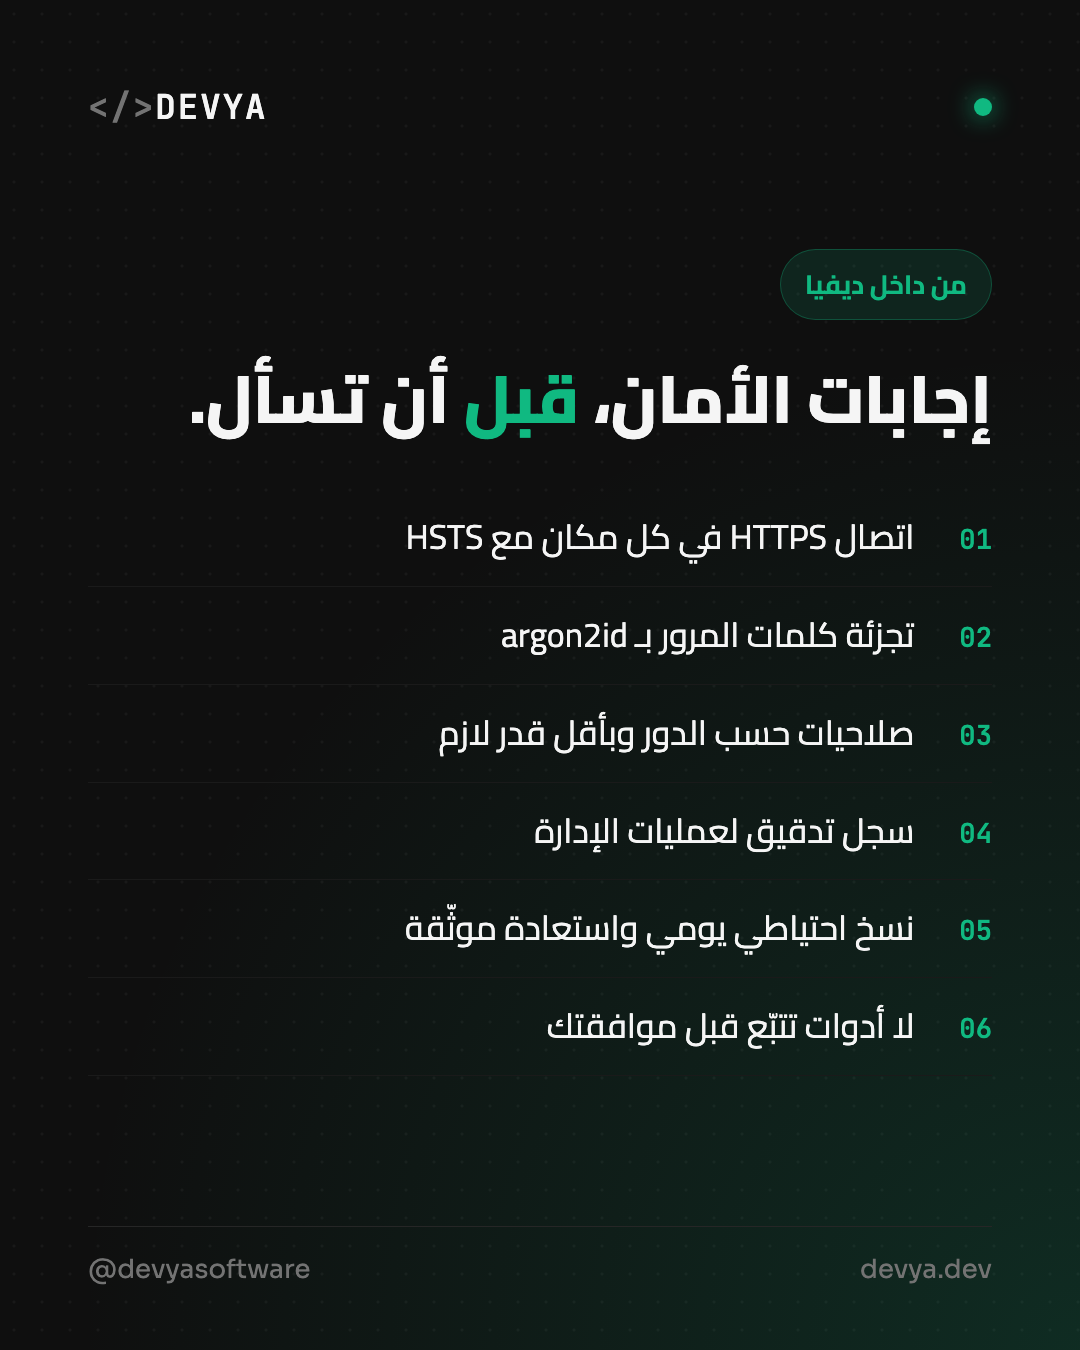 </>DEVYA
من داخل ديفيا
إجابات الأمان، قبل أن تسأل.
01 اتصال HTTPS في كل مكان مع HSTS
02 تجزئة كلمات المرور بـ argon2id
03 صلاحيات حسب الدور وبأقل قدر لازم
04 سجل تدقيق لعمليات الإدارة
05 نسخ احتياطي يومي واستعادة موثّقة
06 لا أدوات تتبّع قبل موافقتك
@devyasoftware
devya.dev